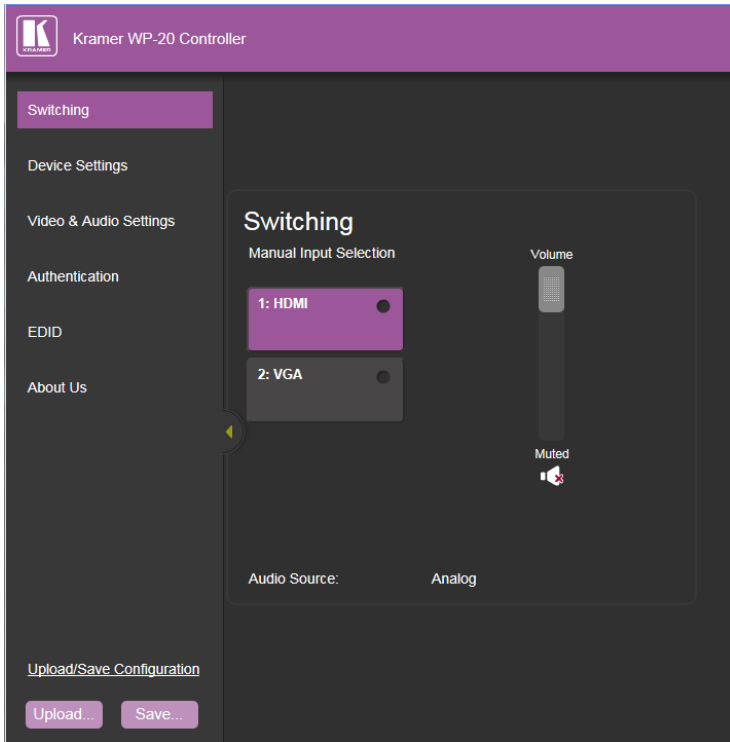 KRAMER
Kramer WP-20 Controller
Switching
Device Settings
Video & Audio Settings
Authentication
EDID
About Us
Switching
Manual Input Selection
Volume
1: HDMI
2: VGA
Muted
Audio Source: Analog
Upload/Save Configuration
Upload... Save...